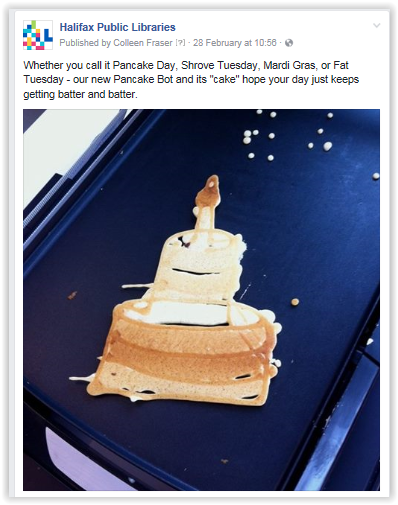 Halifax Public Libraries
Published by Colleen Fraser [?] · 28 February at 10:56 ·
Whether you call it Pancake Day, Shrove Tuesday, Mardi Gras, or Fat
Tuesday - our new Pancake Bot and its "cake" hope your day just keeps
getting batter and batter.